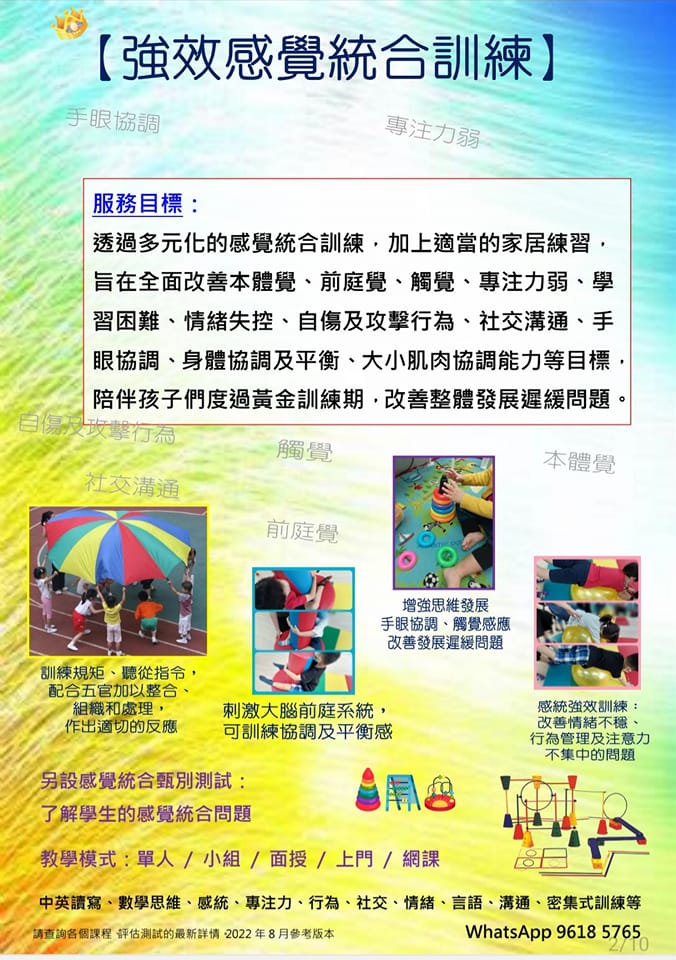 【強效感覺統合訓練】
手眼協調
專注力弱
服務目標：
透過多元化的感覺統合訓練，加上適當的家居練習，
旨在全面改善本體覺、前庭覺、觸覺、專注力弱、學
習困難、情緒失控、自傷及攻擊行為、社交溝通、手
眼協調、身體協調及平衡、大小肌肉協調能力等目標，
陪伴孩子們度過黃金訓練期，改善整體發展遲緩問題。
自傷及攻擊行為
觸覺
本體覺
社交溝通
前庭覺
訓練規矩、聽從指令，
配合五官加以整合、
組織和處理，
作出適切的反應
刺激大腦前庭系統，
可訓練協調及平衡感
增強思維發展
手眼協調、觸覺感應
改善發展遲緩問題
感統強效訓練：
改善情緒不穩、
行為管理及注意力
不集中的問題
另設感覺統合甄別測試：
了解學生的感覺統合問題
教學模式：單人 / 小組 / 面授 / 上門 / 網課
中英讀寫、數學思維、感統、專注力、行為、社交、情緒、言語、溝通、密集式訓練等
請查詢各個課程·評估測試的最新詳情·2022 年 8 月參考版本
WhatsApp 9618 5765
2/10